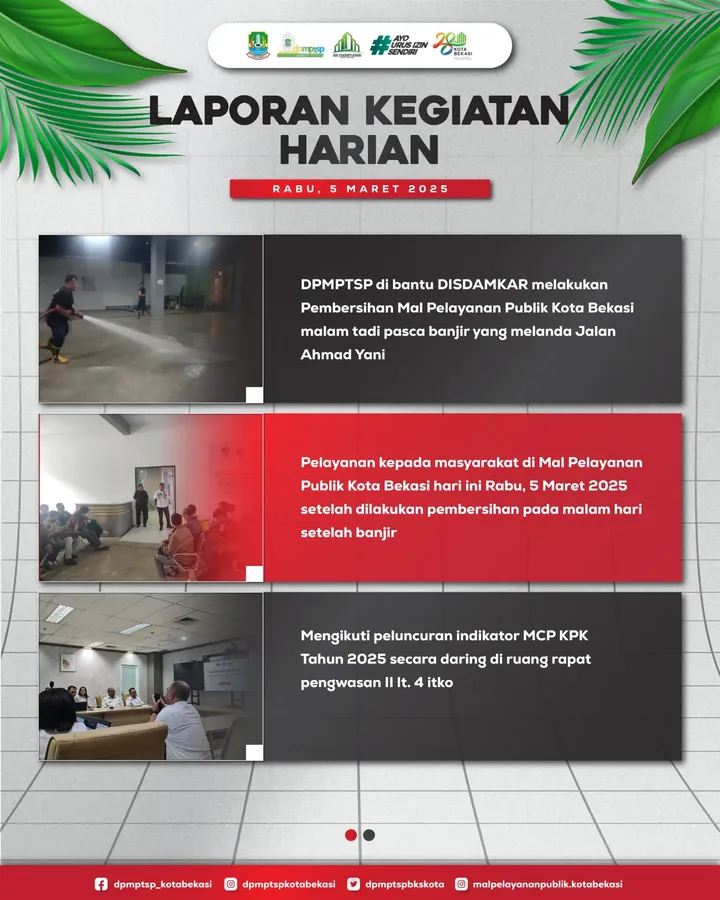 dpmptsp
# AYO
URUS IZIN
SENDIRI
28
KOTA
BEKASI
LAPORAN KEGIATAN
HARIAN
RABU, 5 MARET 2025
DPMPTSP di bantu DISDAMKAR melakukan
Pembersihan Mal Pelayanan Publik Kota Bekasi
malam tadi pasca banjir yang melanda Jalan
Ahmad Yani
Pelayanan kepada masyarakat di Mal Pelayanan
Publik Kota Bekasi hari ini Rabu, 5 Maret 2025
setelah dilakukan pembersihan pada malam hari
setelah banjir
Mengikuti peluncuran indikator MCP KPK
Tahun 2025 secara daring di ruang rapat
pengwasan II lt. 4 itko
dpmptsp_kotabekasi dpmptspkotabekasi dpmptspbkskota malpelayananpublik.kotabekasi